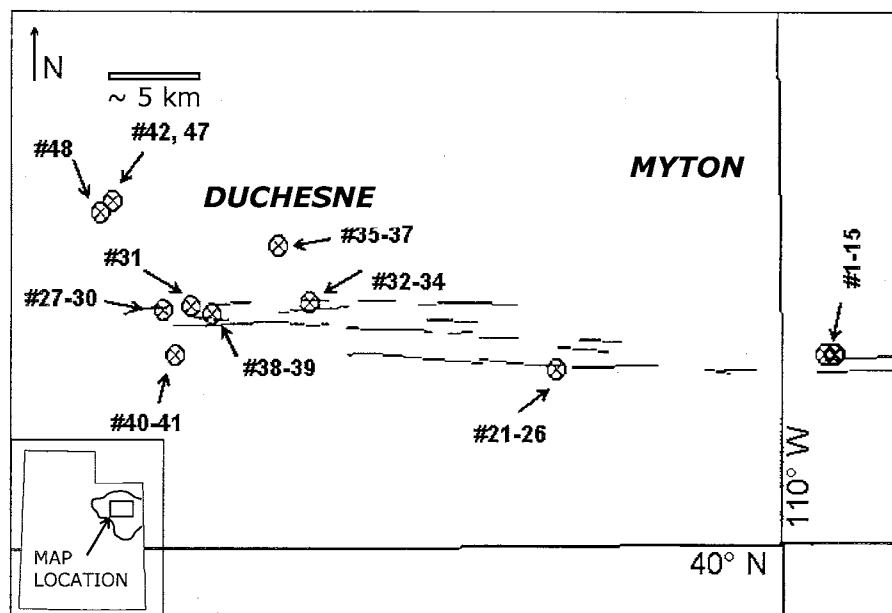 N
~ 5 km
#42, 47
#48
MYTON
DUCHESNE
#35-37
#1-15
#31
#32-34
#27-30
#38-39
#40-41
#21-26
110° W
MAP
LOCATION
40° N